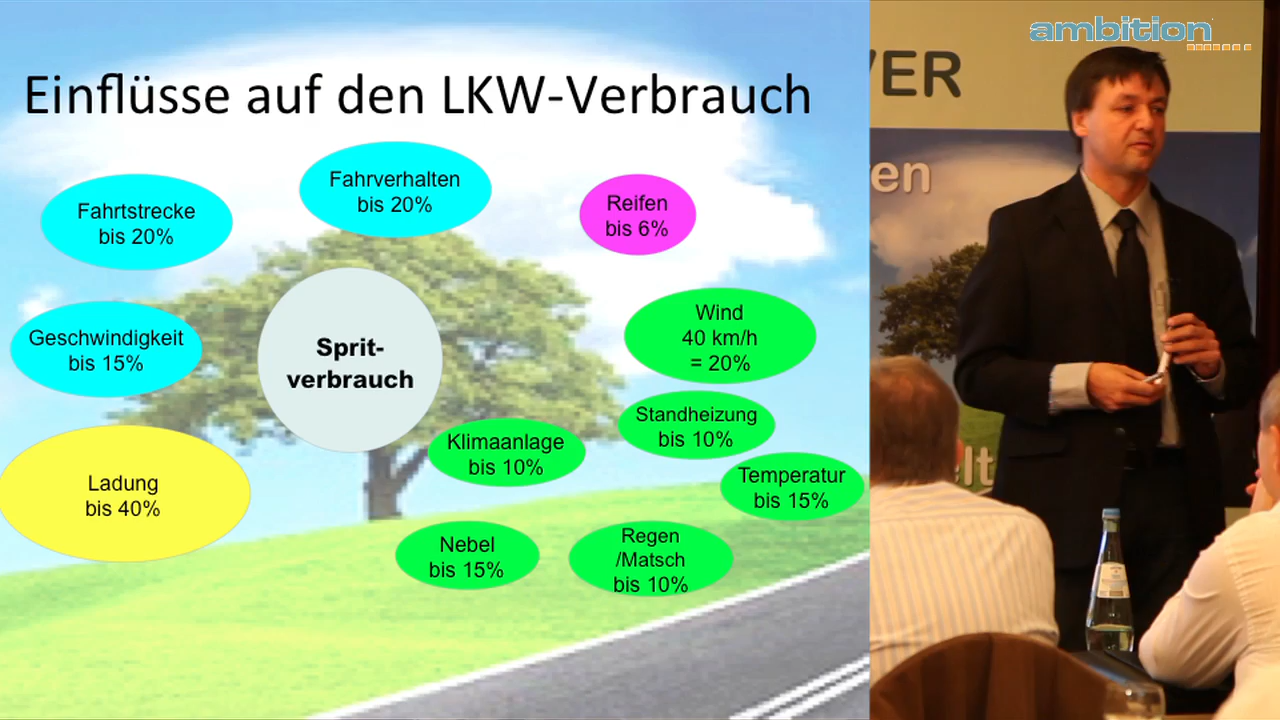 Einflüsse auf den LKW-Verbrauch
Fahrtstrecke
bis 20%
Fahrverhalten
bis 20%
Reifen
bis 6%
Geschwindigkeit
bis 15%
Sprit-
verbrauch
Wind
40 km/h
= 20%
Ladung
bis 40%
Klimaanlage
bis 10%
Standheizung
bis 10%
Temperatur
bis 15%
Nebel
bis 15%
Regen
/Matsch
bis 10%
ambition
VER
en
elt